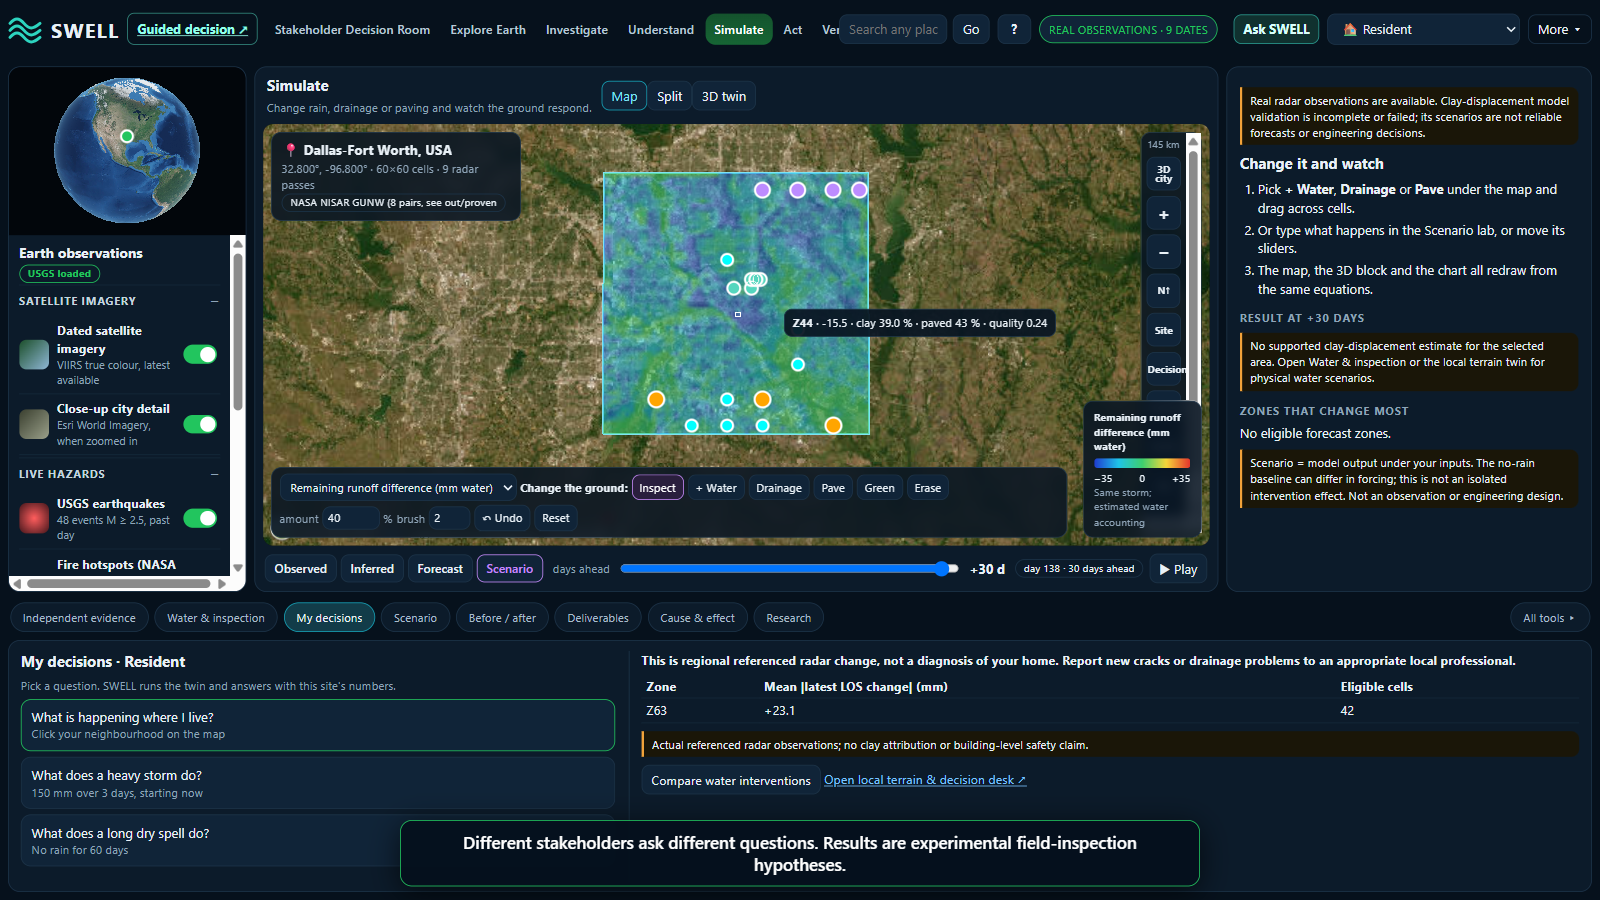 SWELL
Guided decision ↗
Stakeholder Decision Room
Explore Earth
Investigate
Understand
Simulate
Act
Ver
Search any plac
Go
?
REAL OBSERVATIONS · 9 DATES
Ask SWELL
Resident
More
Earth observations
USGS loaded
SATELLITE IMAGERY
Dated satellite
imagery
VIIRS true colour, latest
available
Close-up city detail
Esri World Imagery,
when zoomed in
LIVE HAZARDS
USGS earthquakes
48 events M ≥ 2.5, past
day
Fire hotspots (NASA
Simulate
Change rain, drainage or paving and watch the ground respond.
Map
Split
3D twin
Dallas-Fort Worth, USA
32.800°, -96.800° · 60×60 cells · 9 radar
passes
NASA NISAR GUNW (8 pairs, see out/proven
Z44 · -15.5 · clay 39.0 % · paved 43 % · quality 0.24
145 km
3D
city
+
−
N↑
Site
Decision
Remaining runoff
difference (mm
water)
−35 0 +35
Same storm;
estimated water
accounting
Remaining runoff difference (mm water)
Change the ground:
Inspect
+ Water
Drainage
Pave
Green
Erase
amount 40 % brush 2
↶ Undo
Reset
Observed
Inferred
Forecast
Scenario
days ahead
+30 d
day 138 · 30 days ahead
▶ Play
Real radar observations are available. Clay-displacement model
validation is incomplete or failed; its scenarios are not reliable
forecasts or engineering decisions.
Change it and watch
1. Pick + Water, Drainage or Pave under the map and
drag across cells.
2. Or type what happens in the Scenario lab, or move its
sliders.
3. The map, the 3D block and the chart all redraw from
the same equations.
RESULT AT +30 DAYS
No supported clay-displacement estimate for the selected
area. Open Water & inspection or the local terrain twin for
physical water scenarios.
ZONES THAT CHANGE MOST
No eligible forecast zones.
Scenario = model output under your inputs. The no-rain
baseline can differ in forcing; this is not an isolated
intervention effect. Not an observation or engineering design.
Independent evidence
Water & inspection
My decisions
Scenario
Before / after
Deliverables
Cause & effect
Research
All tools ▸
My decisions · Resident
Pick a question. SWELL runs the twin and answers with this site's numbers.
What is happening where I live?
Click your neighbourhood on the map
What does a heavy storm do?
150 mm over 3 days, starting now
What does a long dry spell do?
No rain for 60 days
This is regional referenced radar change, not a diagnosis of your home. Report new cracks or drainage problems to an appropriate local professional.
Zone Mean |latest LOS change| (mm) Eligible cells
Z63 +23.1 42
Actual referenced radar observations; no clay attribution or building-level safety claim.
Compare water interventions
Open local terrain & decision desk ↗
Different stakeholders ask different questions. Results are experimental field-inspection
hypotheses.